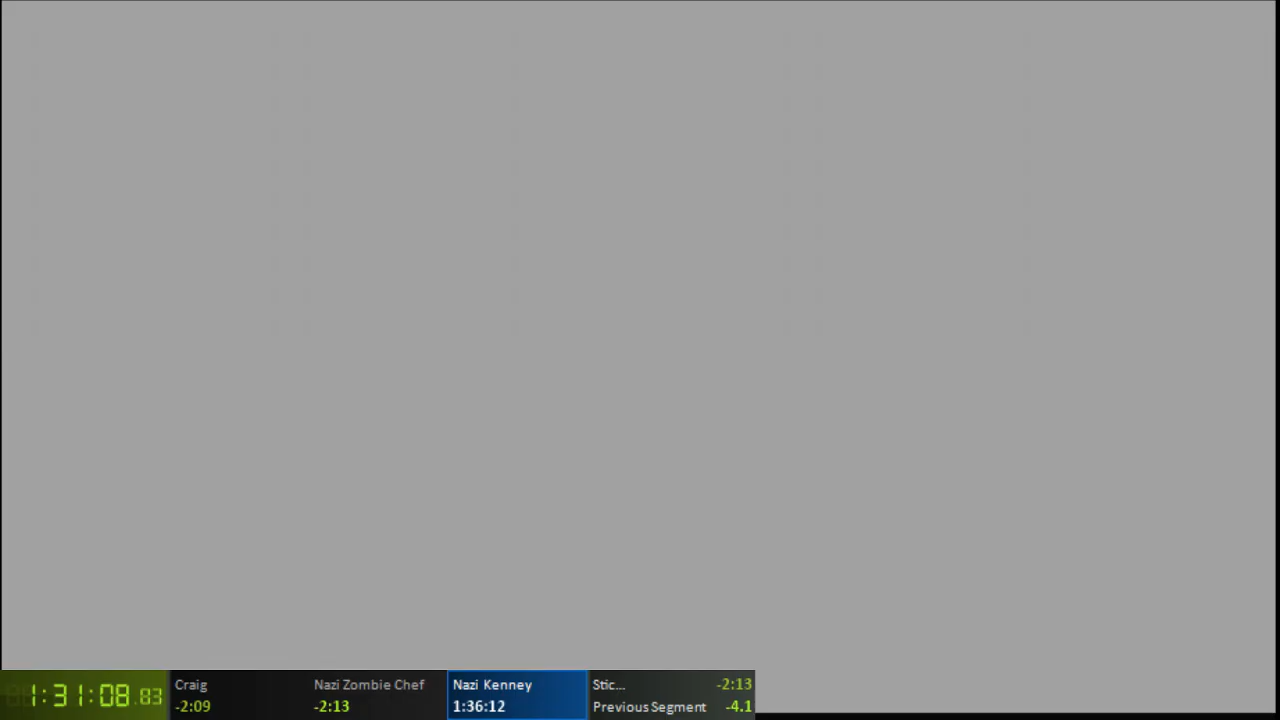 1:31:08.83
Craig
-2:09
Nazi Zombie Chef
-2:13
Nazi Kenney
1:36:12
Stic... -2:13
Previous Segment -4.1